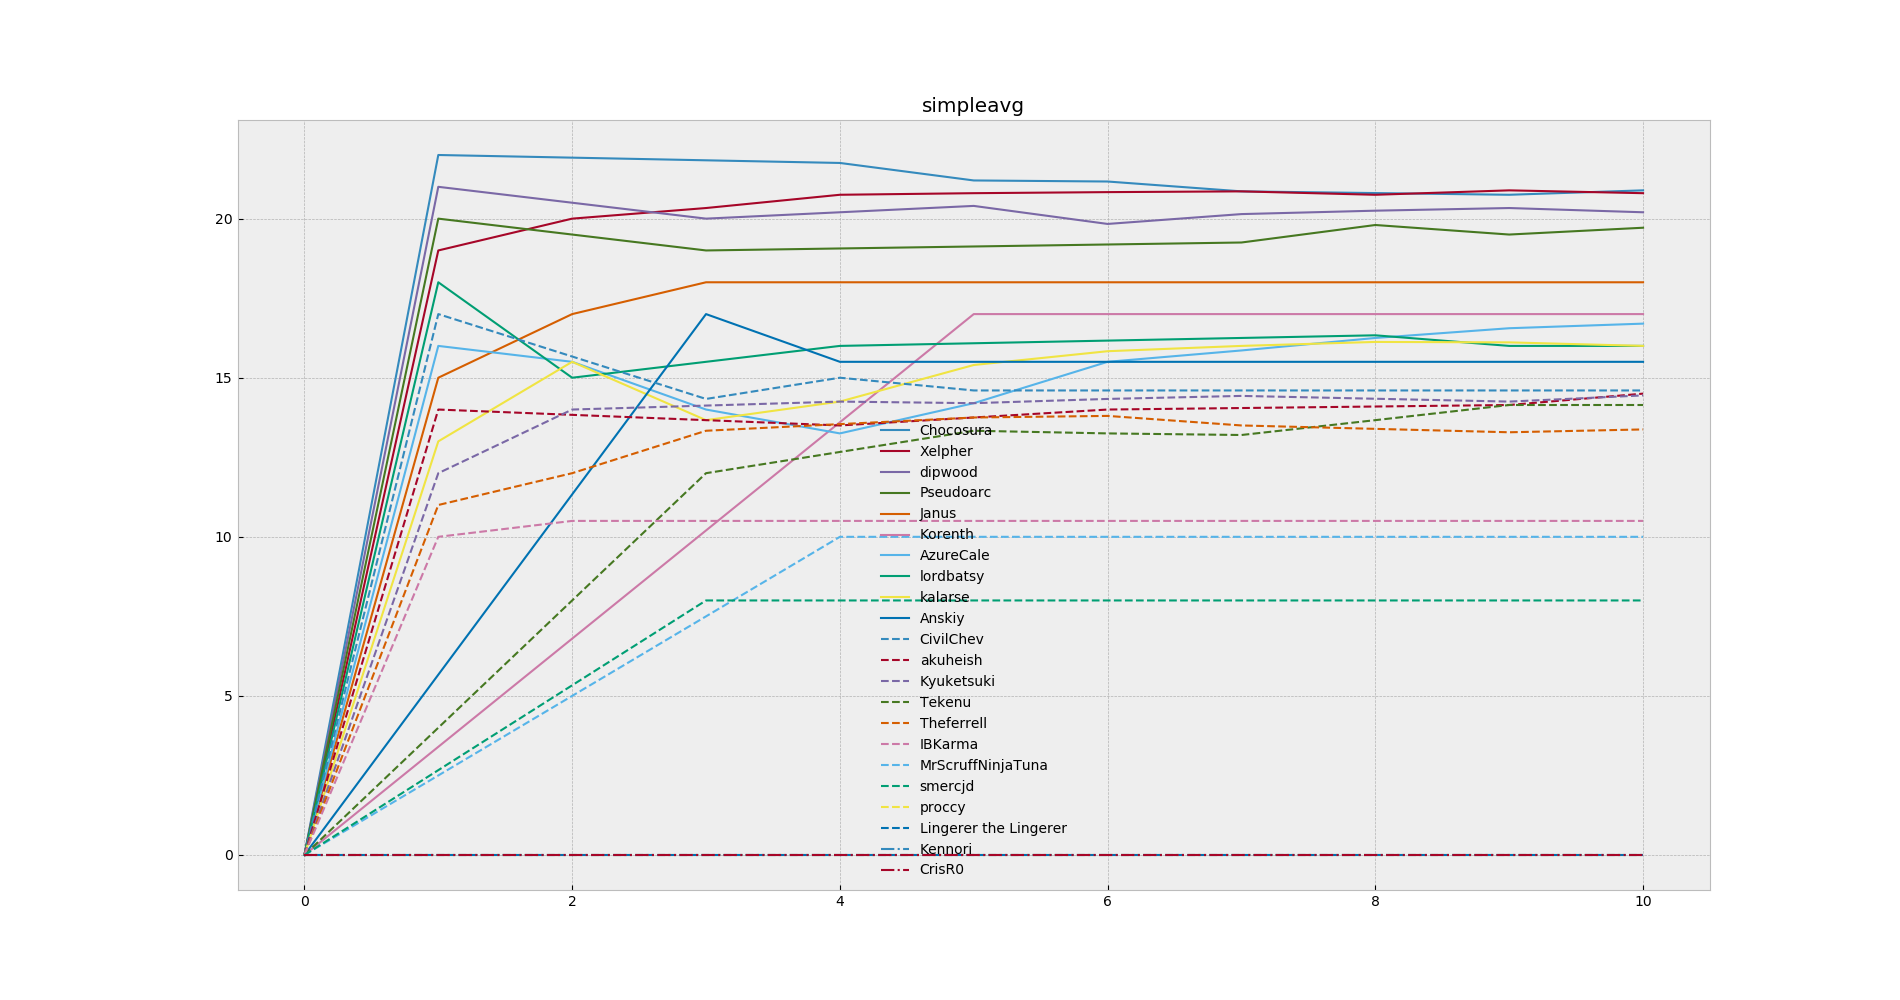 simpleavg
20
15
10
5
0
Chocosura
Xelpher
dipwood
Pseudoarc
Janus
Korenth
AzureCale
lordbatsy
kalarse
Anskiy
CivilChev
akuheish
Kyuketsuki
Tekenu
Theferrell
IBKarma
MrScruffNinjaTuna
smercjd
proccy
Lingerer the Lingerer
Kennori
CrisR0
0 2 4 6 8 10